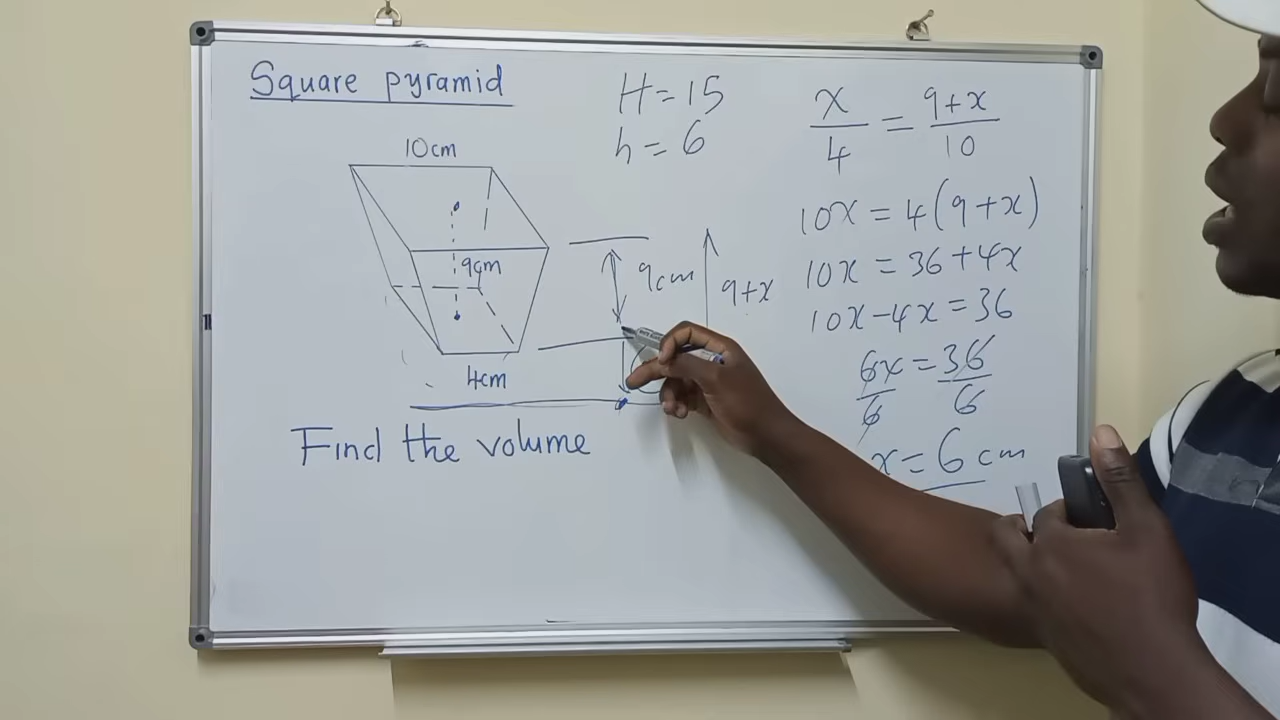 Square pyramid
10cm
9cm
4cm
Find the volume
H = 15
h = 6
9cm
9+x
x/4 = 9+x/10
10x = 4(9+x)
10x = 36+4x
10x-4x = 36
6x/6 = 36/6
x = 6 cm